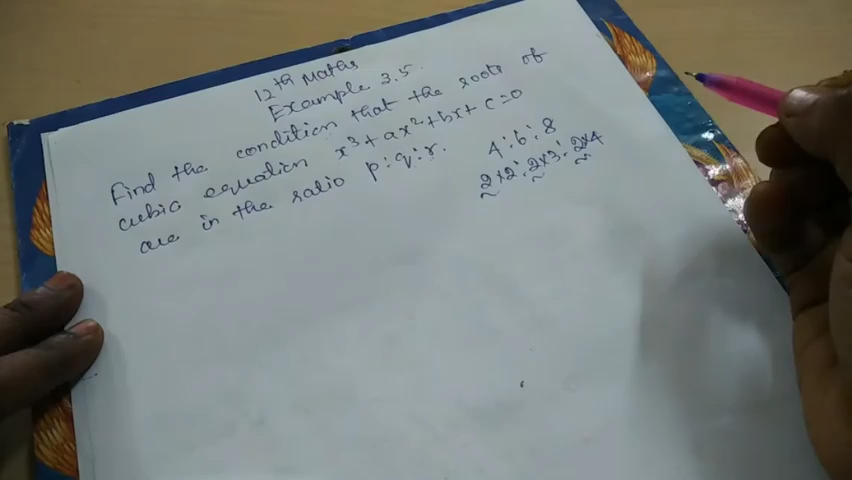 12th Maths
Example 3.5.
Find the condition that the roots of
cubic equation x³+ax²+bx+c=0
are in the ratio p:q:r.
4:6:8
2×2:2×3:2×4